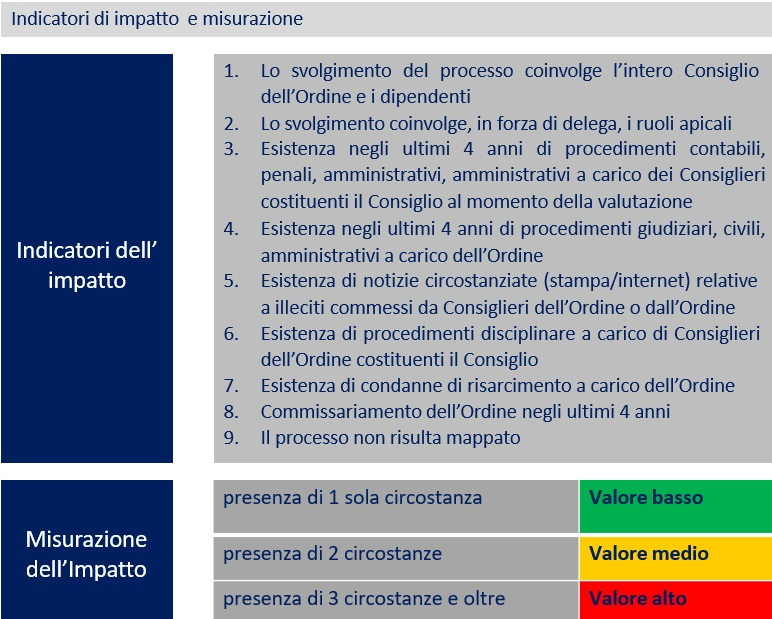 Indicatori di impatto e misurazione
Indicatori dell’
impatto
1. Lo svolgimento del processo coinvolge l’intero Consiglio
dell’Ordine e i dipendenti
2. Lo svolgimento coinvolge, in forza di delega, i ruoli apicali
3. Esistenza negli ultimi 4 anni di procedimenti contabili,
penali, amministrativi, amministrativi a carico dei Consiglieri
costituenti il Consiglio al momento della valutazione
4. Esistenza negli ultimi 4 anni di procedimenti giudiziari, civili,
amministrativi a carico dell’Ordine
5. Esistenza di notizie circostanziate (stampa/internet) relative
a illeciti commessi da Consiglieri dell’Ordine o dall’Ordine
6. Esistenza di procedimenti disciplinare a carico di Consiglieri
dell’Ordine costituenti il Consiglio
7. Esistenza di condanne di risarcimento a carico dell’Ordine
8. Commissariamento dell’Ordine negli ultimi 4 anni
9. Il processo non risulta mappato
Misurazione
dell’Impatto
presenza di 1 sola circostanza Valore basso
presenza di 2 circostanze Valore medio
presenza di 3 circostanze e oltre Valore alto